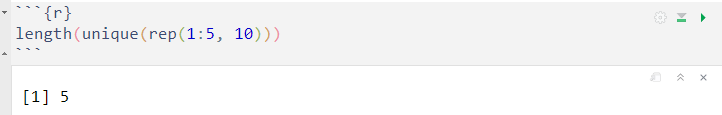 ```{r}
length(unique(rep(1:5, 10)))
```
[1] 5